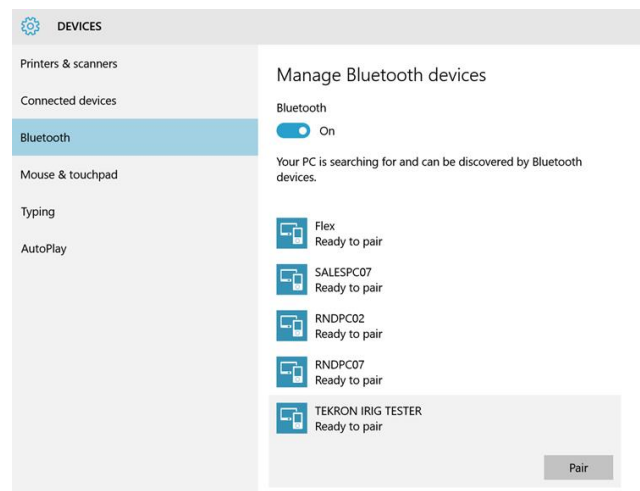 DEVICES
Printers & scanners
Connected devices
Bluetooth
Mouse & touchpad
Typing
AutoPlay
Manage Bluetooth devices
Bluetooth
On
Your PC is searching for and can be discovered by Bluetooth
devices.
Flex
Ready to pair
SALESPC07
Ready to pair
RNDPC02
Ready to pair
RNDPC07
Ready to pair
TEKRON IRIG TESTER
Ready to pair
Pair